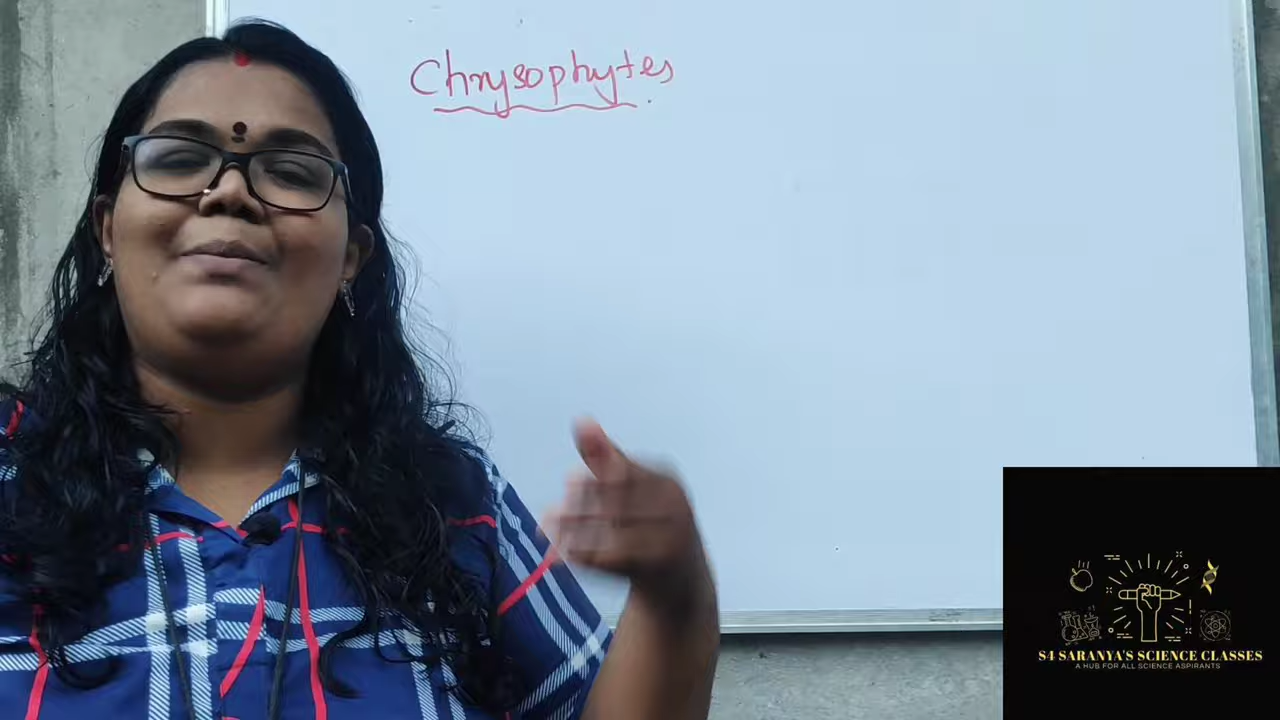 Chrysophytes
S4 SARANYA'S SCIENCE CLASSES
A HUB FOR ALL SCIENCE ASPIRANTS